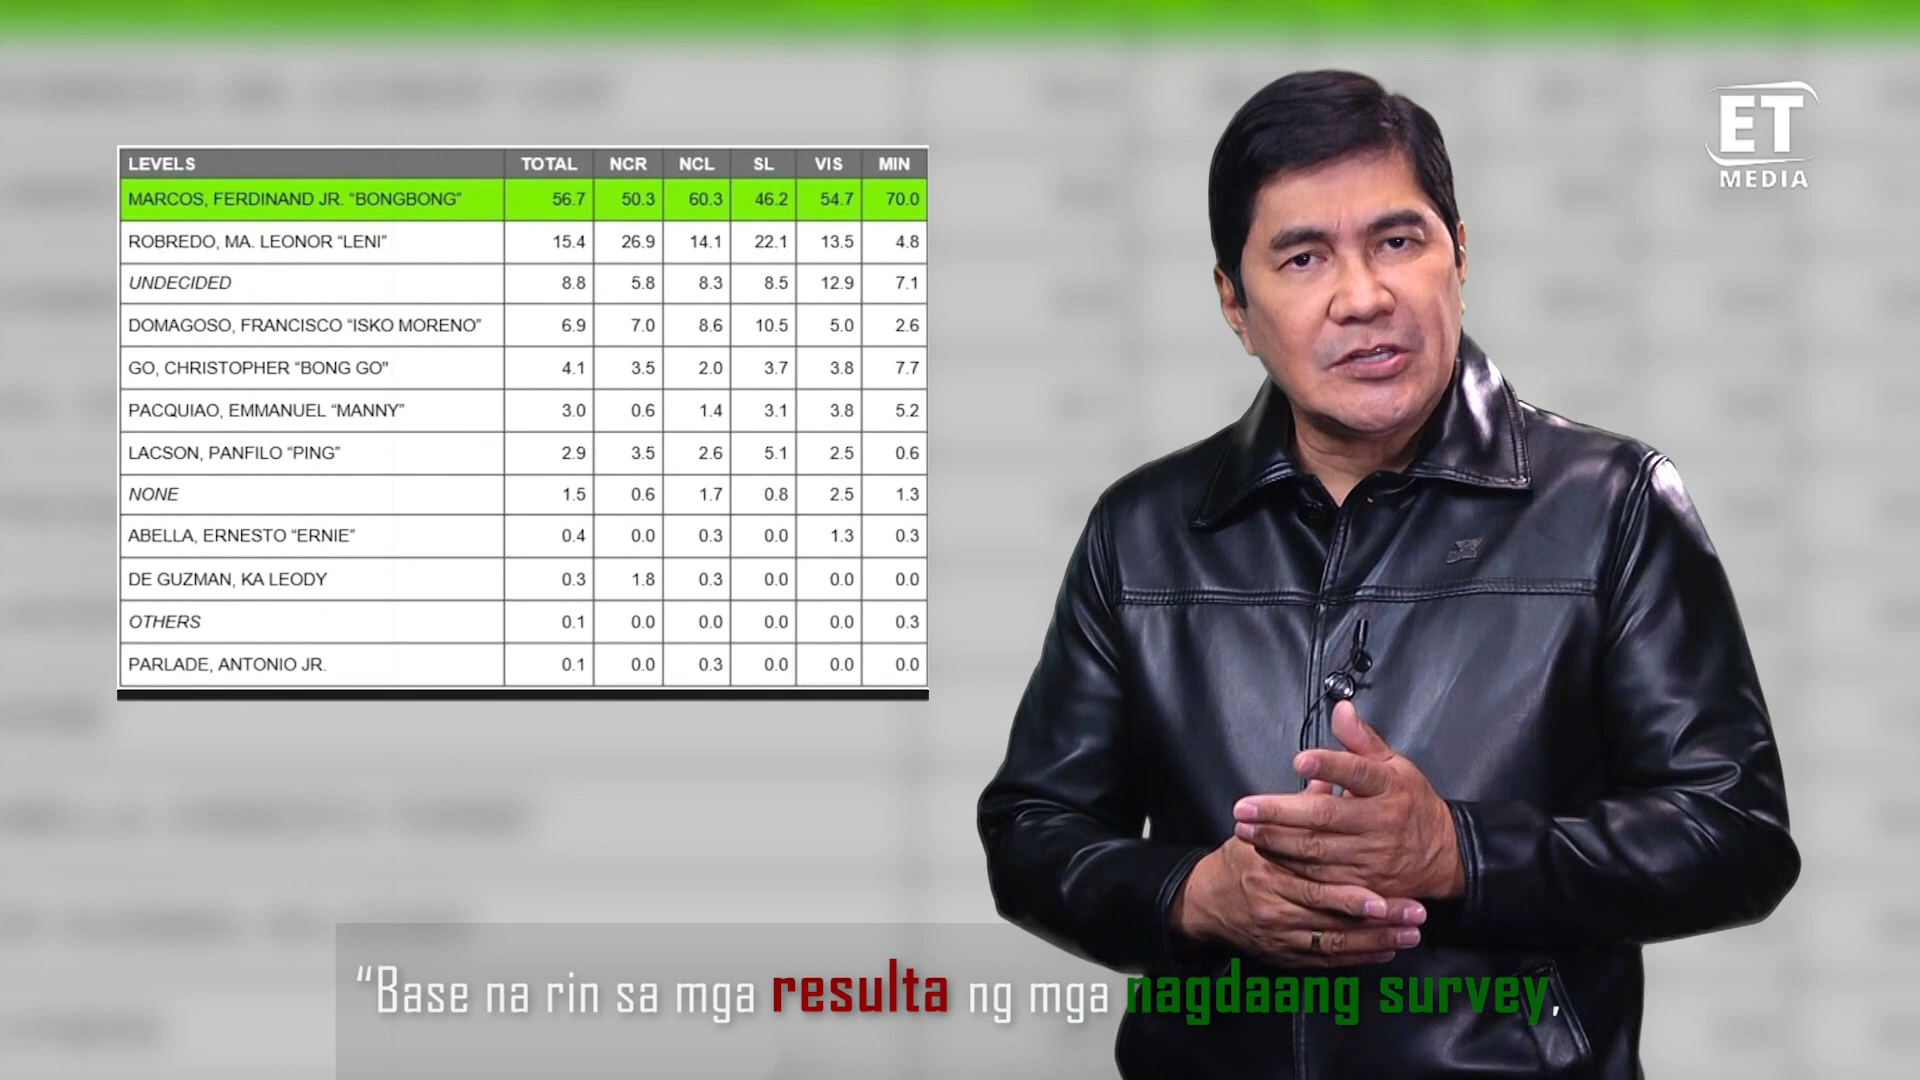 ET
MEDIA
LEVELS TOTAL NCR NCL SL VIS MIN
MARCOS, FERDINAND JR. “BONGBONG” 56.7 50.3 60.3 46.2 54.7 70.0
ROBREDO, MA. LEONOR “LENI” 15.4 26.9 14.1 22.1 13.5 4.8
UNDECIDED 8.8 5.8 8.3 8.5 12.9 7.1
DOMAGOSO, FRANCISCO “ISKO MORENO” 6.9 7.0 8.6 10.5 5.0 2.6
GO, CHRISTOPHER “BONG GO" 4.1 3.5 2.0 3.7 3.8 7.7
PACQUIAO, EMMANUEL “MANNY” 3.0 0.6 1.4 3.1 3.8 5.2
LACSON, PANFILO “PING” 2.9 3.5 2.6 5.1 2.5 0.6
NONE 1.5 0.6 1.7 0.8 2.5 1.3
ABELLA, ERNESTO “ERNIE” 0.4 0.0 0.3 0.0 1.3 0.3
DE GUZMAN, KA LEODY 0.3 1.8 0.3 0.0 0.0 0.0
OTHERS 0.1 0.0 0.0 0.0 0.0 0.3
PARLADE, ANTONIO JR. 0.1 0.0 0.3 0.0 0.0 0.0
“Base na rin sa mga resulta ng mga nagdaang survey,